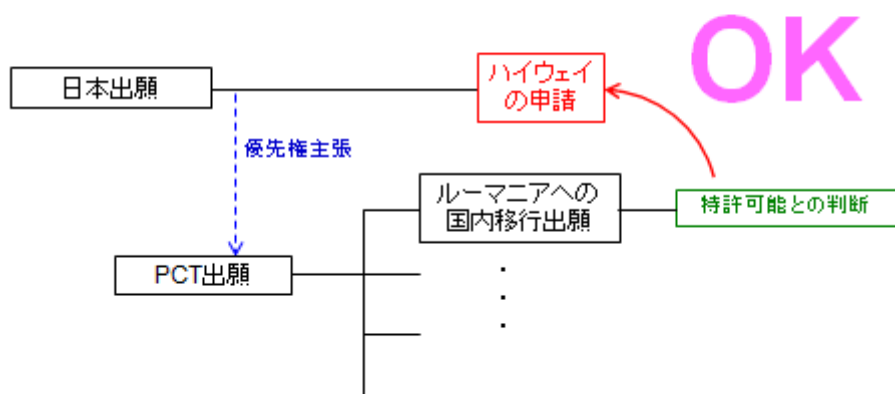 OK
ハイウェイ
の申請
日本出願
優先権主張
ルーマニアへの
国内移行出願
特許可能との判断
PCT出願